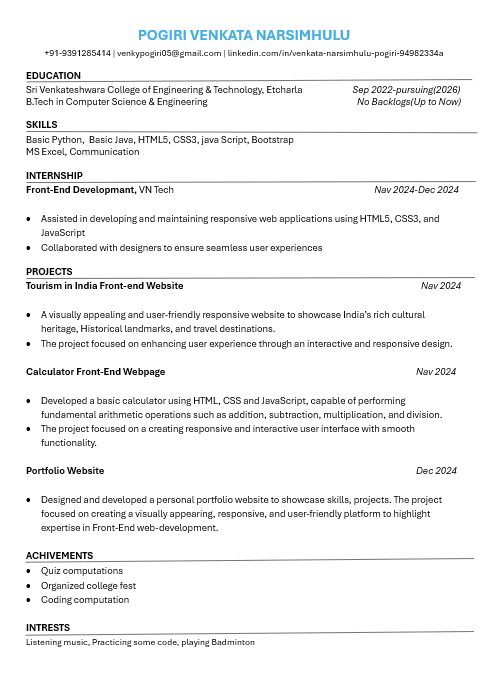 POGIRI VENKATA NARSIMHULU
+91-9391285414 | venkypogiri05@gmail.com | linkedin.com/in/venkata-narsimhulu-pogiri-94982334a
EDUCATION
Sri Venkateshwara College of Engineering & Technology, Etcharla Sep 2022-pursuing(2026)
B.Tech in Computer Science & Engineering No Backlogs(Up to Now)
SKILLS
Basic Python, Basic Java, HTML5, CSS3, java Script, Bootstrap
MS Excel, Communication
INTERNSHIP
Front-End Developmant, VN Tech Nav 2024-Dec 2024
• Assisted in developing and maintaining responsive web applications using HTML5, CSS3, and
JavaScript
• Collaborated with designers to ensure seamless user experiences
PROJECTS
Tourism in India Front-end Website Nav 2024
• A visually appealing and user-friendly responsive website to showcase India's rich cultural
heritage, Historical landmarks, and travel destinations.
• The project focused on enhancing user experience through an interactive and responsive design.
Calculator Front-End Webpage Nav 2024
• Developed a basic calculator using HTML, CSS and JavaScript, capable of performing
fundamental arithmetic operations such as addition, subtraction, multiplication, and division.
• The project focused on a creating responsive and interactive user interface with smooth
functionality.
Portfolio Website Dec 2024
• Designed and developed a personal portfolio website to showcase skills, projects. The project
focused on creating a visually appearing, responsive, and user-friendly platform to highlight
expertise in Front-End web-development.
ACHIVEMENTS
• Quiz computations
• Organized college fest
• Coding computation
INTRESTS
Listening music, Practicing some code, playing Badminton